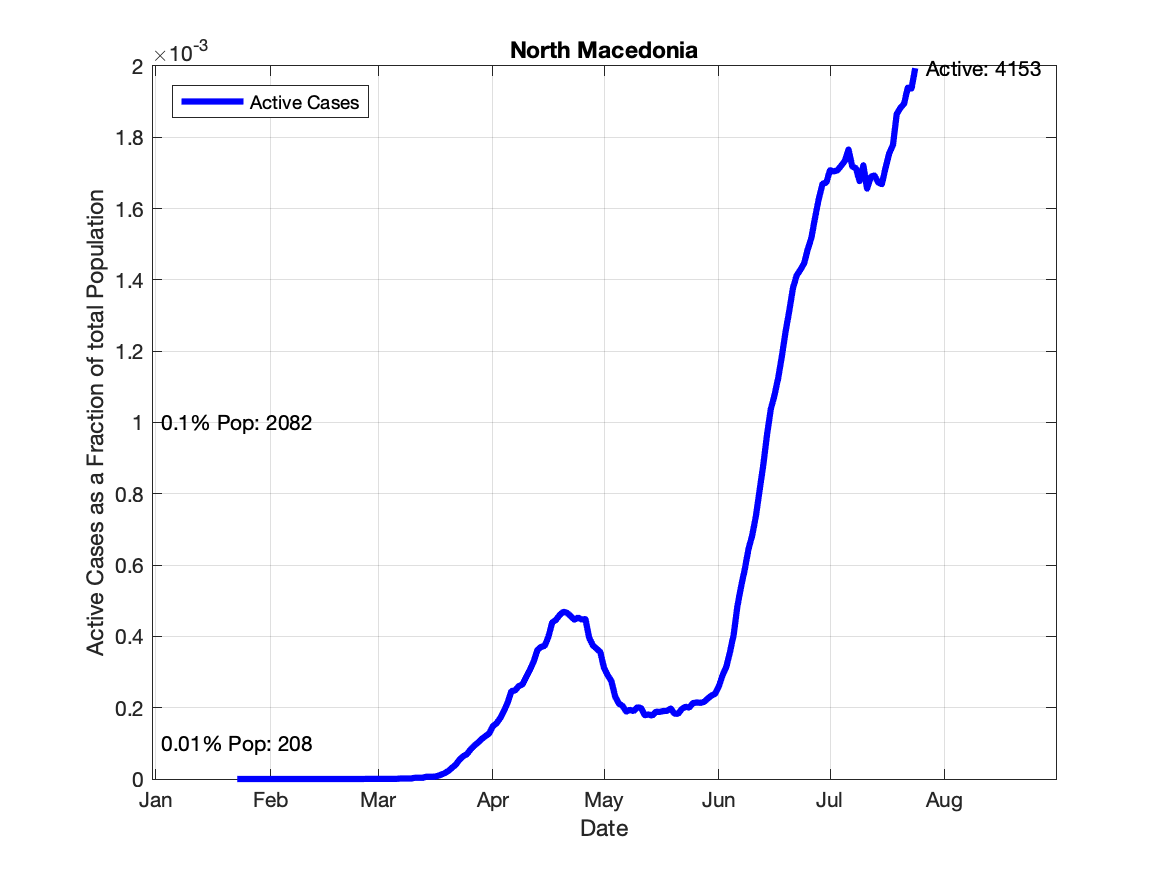 North Macedonia
×10-3
Active: 4153
Active Cases
2
1.8
1.6
1.4
1.2
1
0.8
0.6
0.4
0.2
0
0.1% Pop: 2082
0.01% Pop: 208
Active Cases as a Fraction of total Population
Jan Feb Mar Apr May Jun Jul Aug
Date